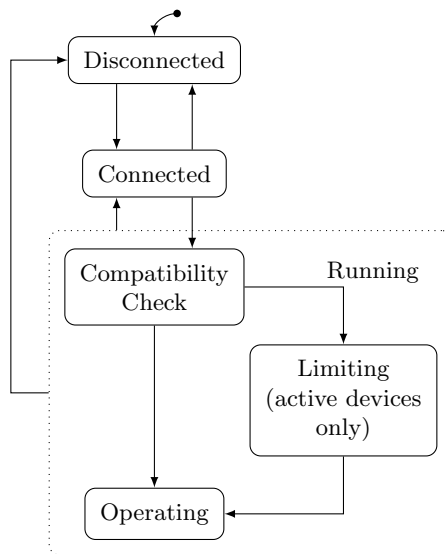 Disconnected
Connected
Compatibility
Check
Running
Limiting
(active devices
only)
Operating